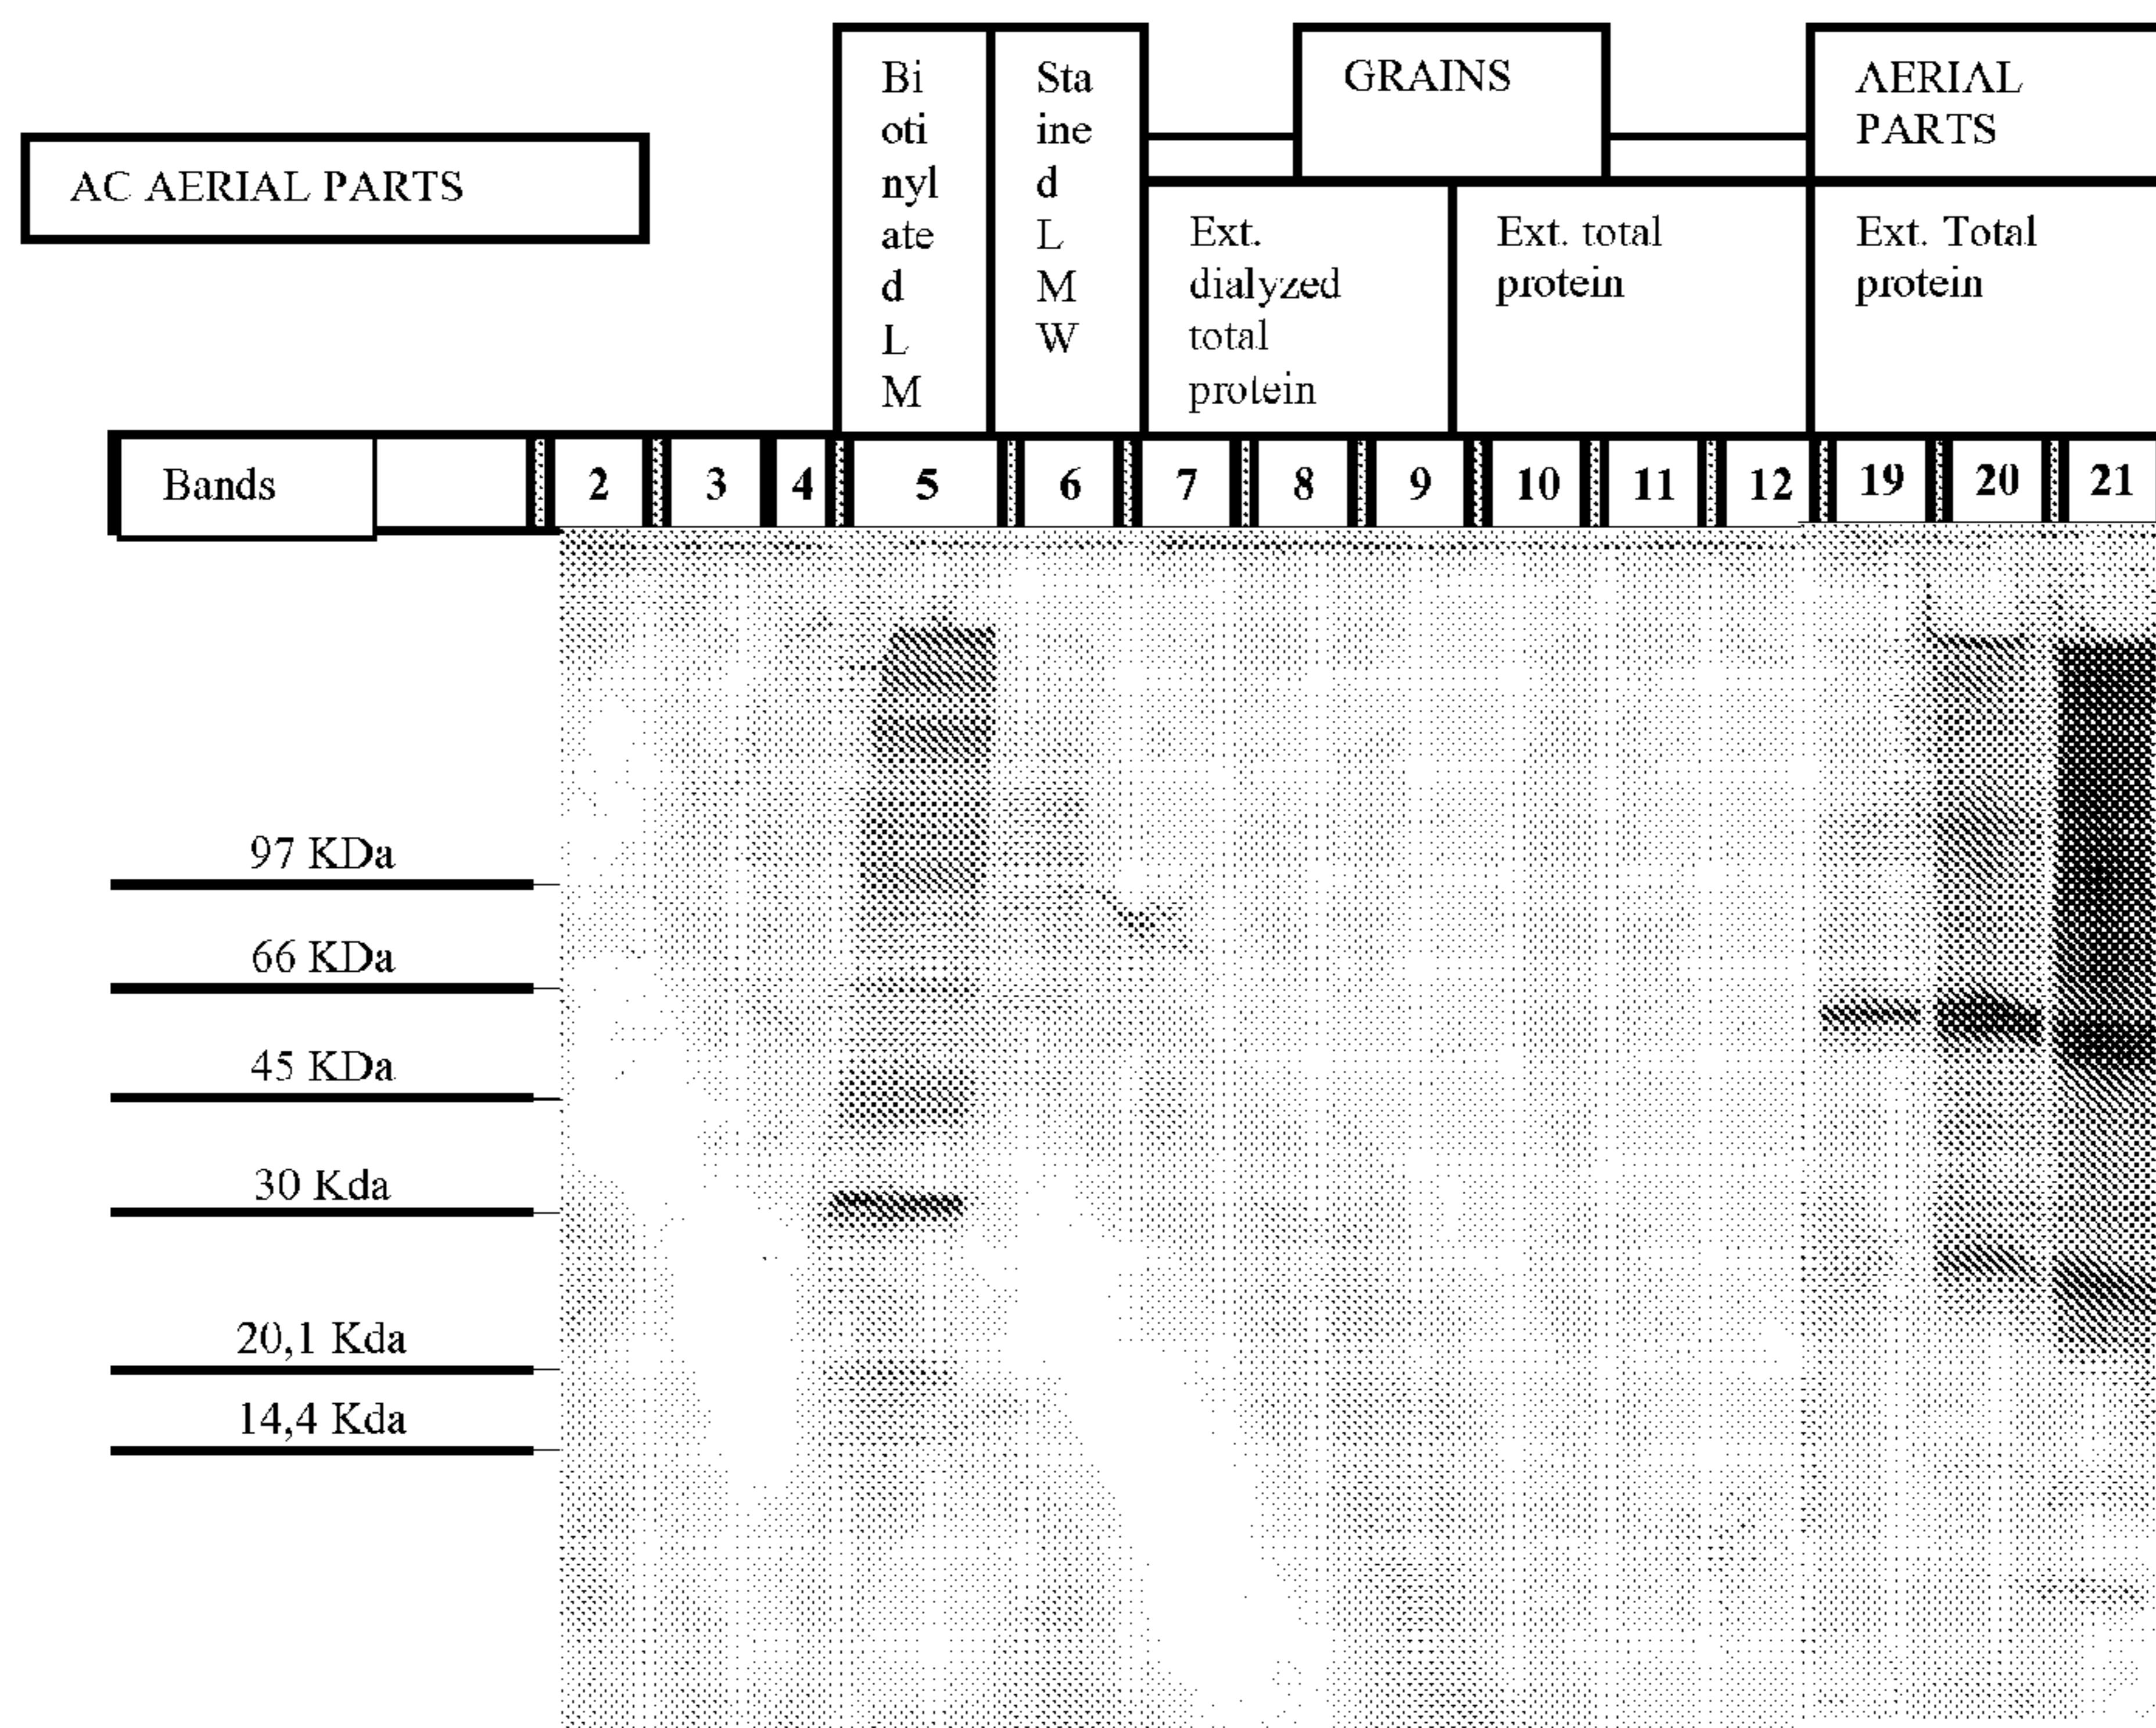 AC AERIAL PARTS
Bi
oti
nyl
ate
d
L
M
Sta
ine
d
L
M
W
GRAINS
AERIAL
PARTS
Ext.
dialyzed
total
protein
Ext. total
protein
Ext. Total
protein
Bands 2 3 4 5 6 7 8 9 10 11 12 19 20 21
97 KDa
66 KDa
45 KDa
30 Kda
20,1 Kda
14,4 Kda